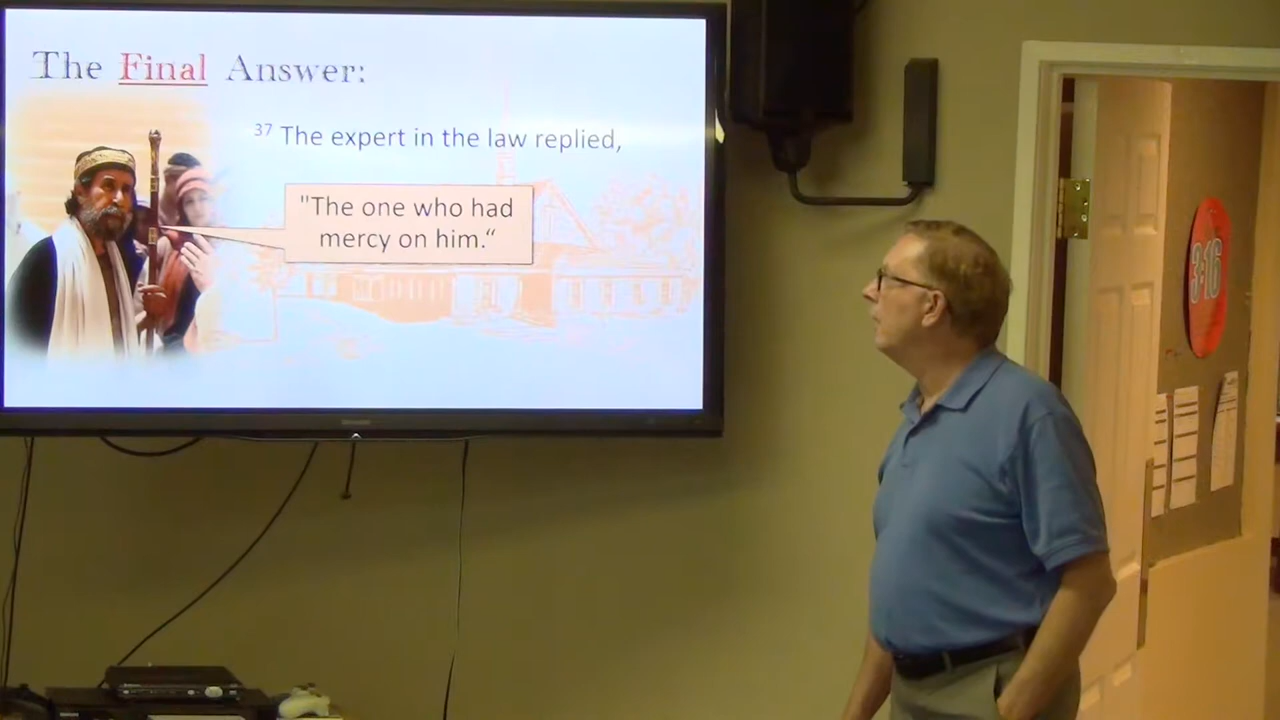 The Final Answer:
37 The expert in the law replied,
"The one who had
mercy on him.“
3:16